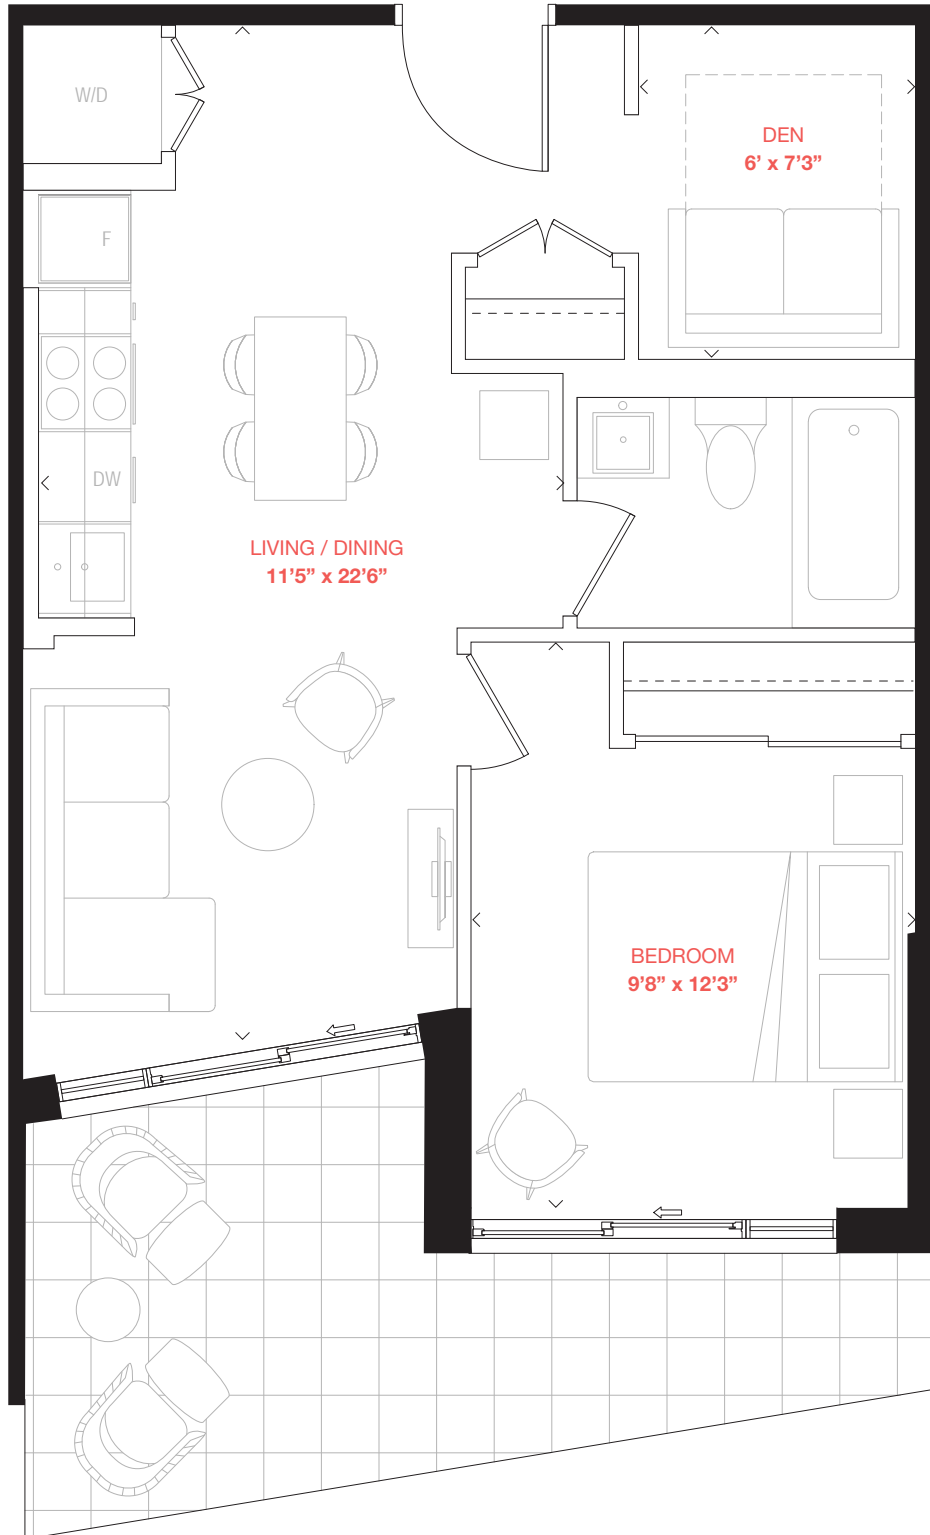 W/D
DEN
6’ x 7’3”
F
DW
LIVING / DINING
11’5” x 22’6”
BEDROOM
9’8” x 12’3”